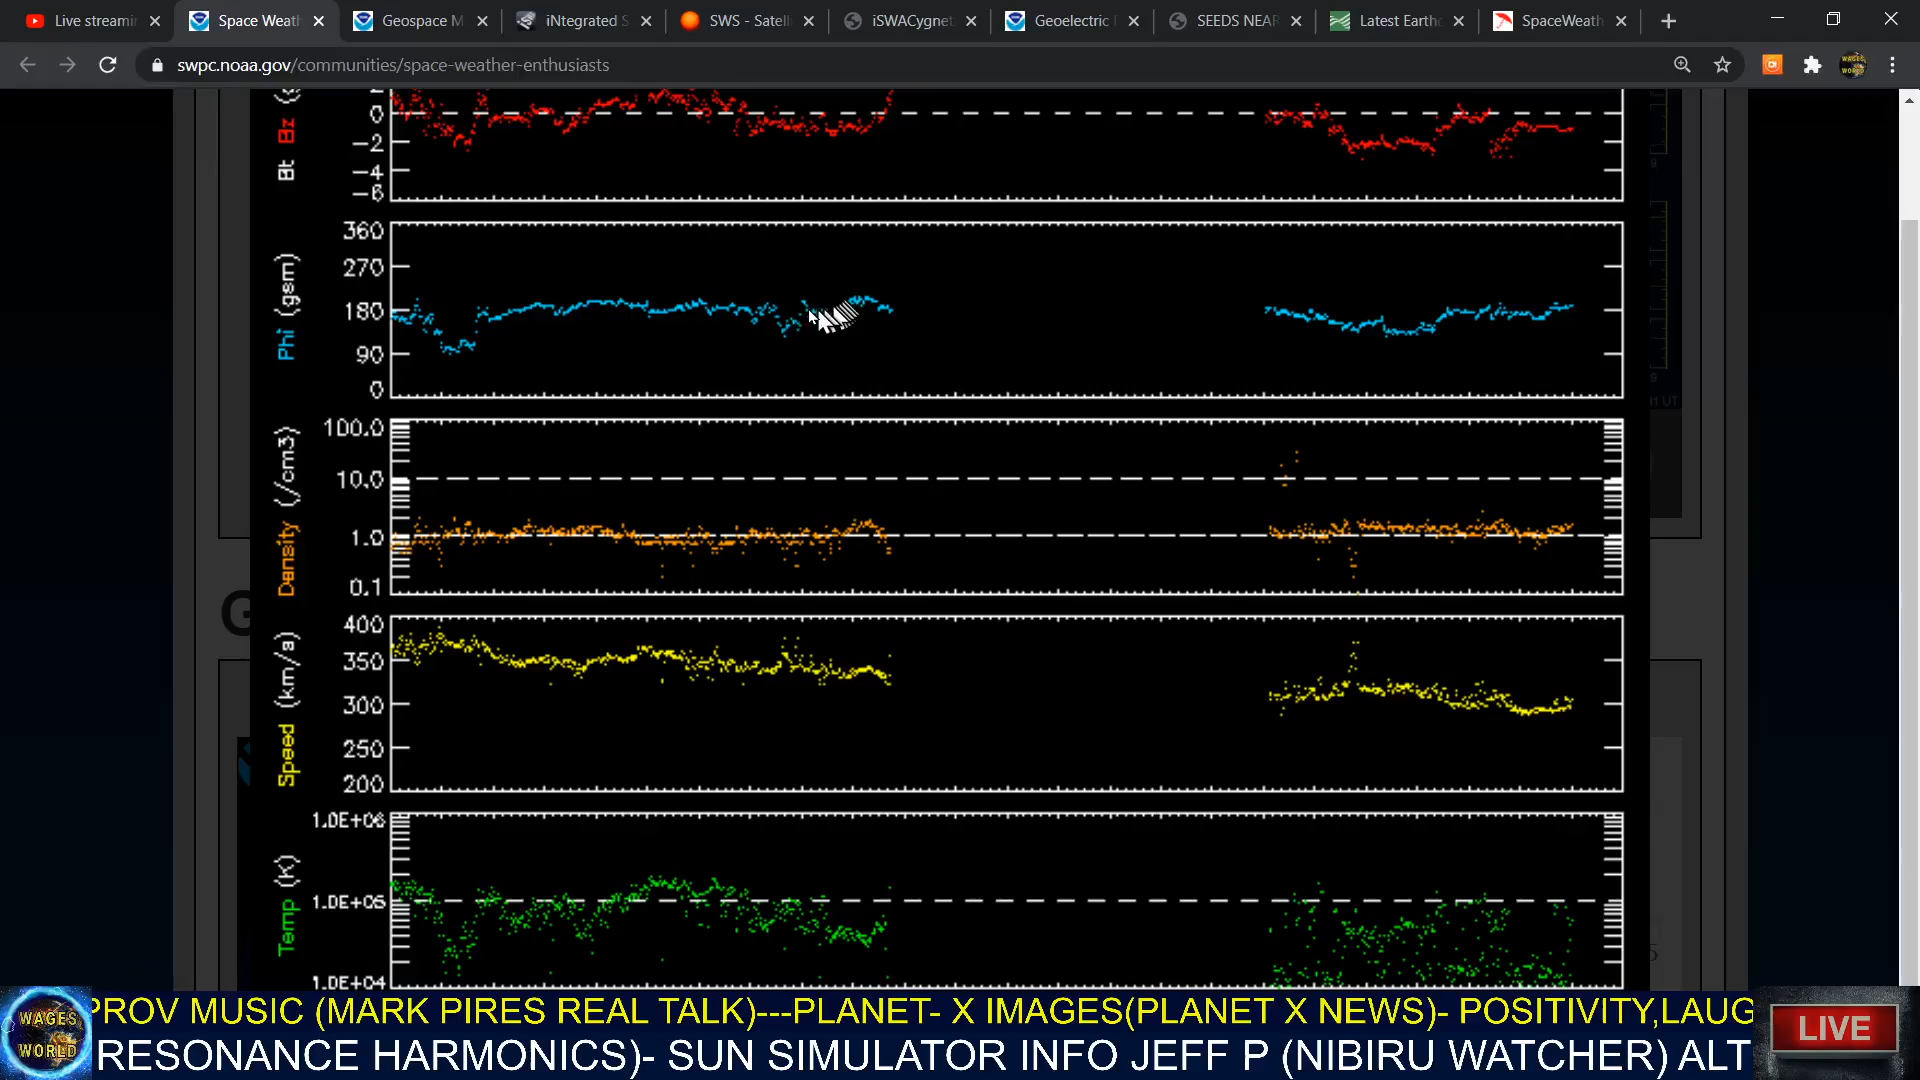 Live streamin
Space Weath
Geospace M
iNtegrated S
SWS - Satelli
iSWACygnet
Geoelectric
SEEDS NEAR
Latest Earth
SpaceWeath
swpc.noaa.gov/communities/space-weather-enthusiasts
Bt Bz
0
-2
-4
-6
Phi (gsm)
360
270
180
90
0
Density (/cm3)
100.0
10.0
1.0
0.1
Speed (km/s)
400
350
300
250
200
Temp (K)
1.0E+06
1.0E+05
1.0E+04
G
PROV MUSIC (MARK PIRES REAL TALK)---PLANET- X IMAGES(PLANET X NEWS)- POSITIVITY,LAUG
RESONANCE HARMONICS)- SUN SIMULATOR INFO JEFF P (NIBIRU WATCHER) ALT
WAGES
WORLD
LIVE